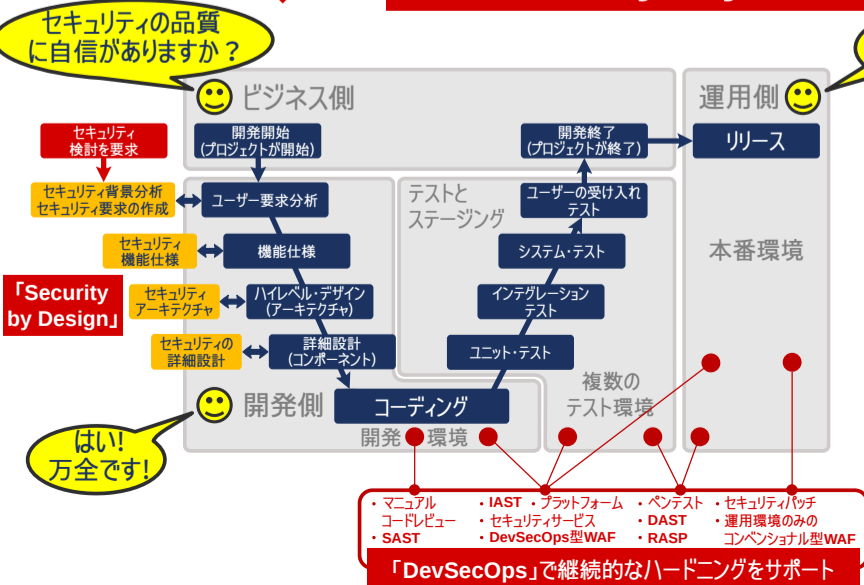 セキュリティの品質
に自信がありますか？
ビジネス側
運用側
セキュリティ
検討を要求
開発開始
(プロジェクトが開始)
開発終了
(プロジェクトが終了)
リリース
セキュリティ背景分析
セキュリティ要求の作成
ユーザー要求分析
テストと
ステージング
ユーザーの受け入れ
テスト
セキュリティ
機能仕様
機能仕様
システム・テスト
本番環境
「Security
by Design」
セキュリティ
アーキテクチャ
ハイレベル・デザイン
(アーキテクチャ)
インテグレーション
テスト
セキュリティの
詳細設計
詳細設計
(コンポーネント)
ユニット・テスト
複数の
テスト環境
開発側
コーディング
開発環境
はい!
万全です!
・マニュアル
コードレビュー
・SAST
・IAST ・プラットフォーム
・セキュリティサービス
・DevSecOps型WAF
・ペンテスト
・DAST
・RASP
・セキュリティパッチ
・運用環境のみの
コンベンショナル型WAF
「DevSecOps」で継続的なハードニングをサポート